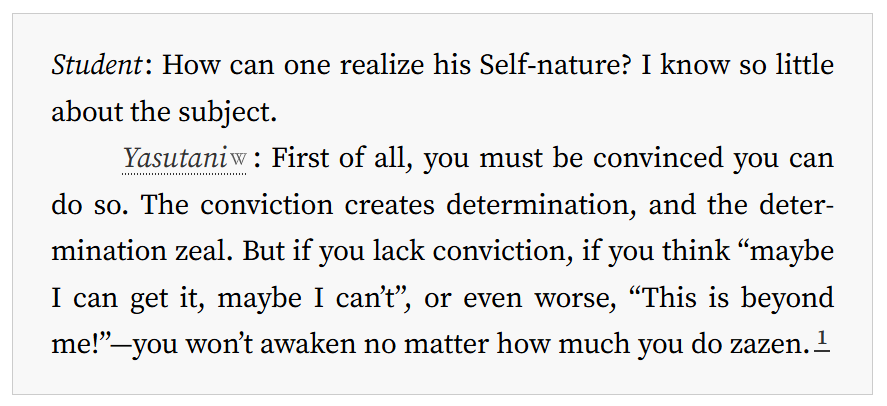 Student: How can one realize his Self-nature? I know so little
about the subject.
Yasutani W : First of all, you must be convinced you can
do so. The conviction creates determination, and the deter-
mination zeal. But if you lack conviction, if you think “maybe
I can get it, maybe I can’t”, or even worse, “This is beyond
me!”—you won’t awaken no matter how much you do zazen. 1